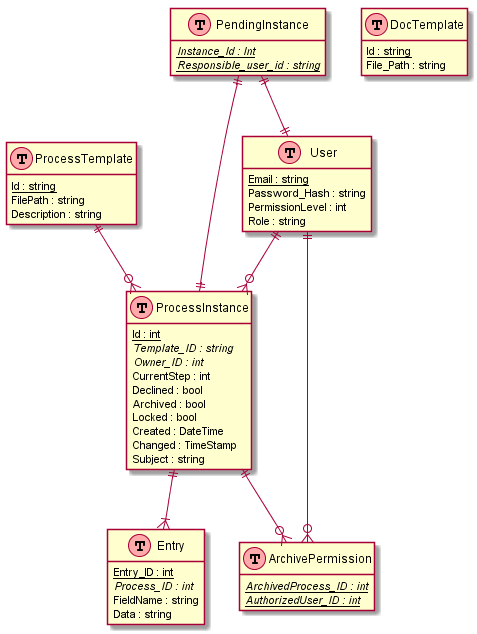 T PendingInstance
Instance_Id : Int
Responsible_user_id : string
T DocTemplate
Id : string
File_Path : string
T ProcessTemplate
Id : string
FilePath : string
Description : string
T User
Email : string
Password_Hash : string
PermissionLevel : int
Role : string
T ProcessInstance
Id : int
Template_ID : string
Owner_ID : int
CurrentStep : int
Declined : bool
Archived : bool
Locked : bool
Created : DateTime
Changed : TimeStamp
Subject : string
T Entry
Entry_ID : int
Process_ID : int
FieldName : string
Data : string
T ArchivePermission
ArchivedProcess_ID : int
AuthorizedUser_ID : int